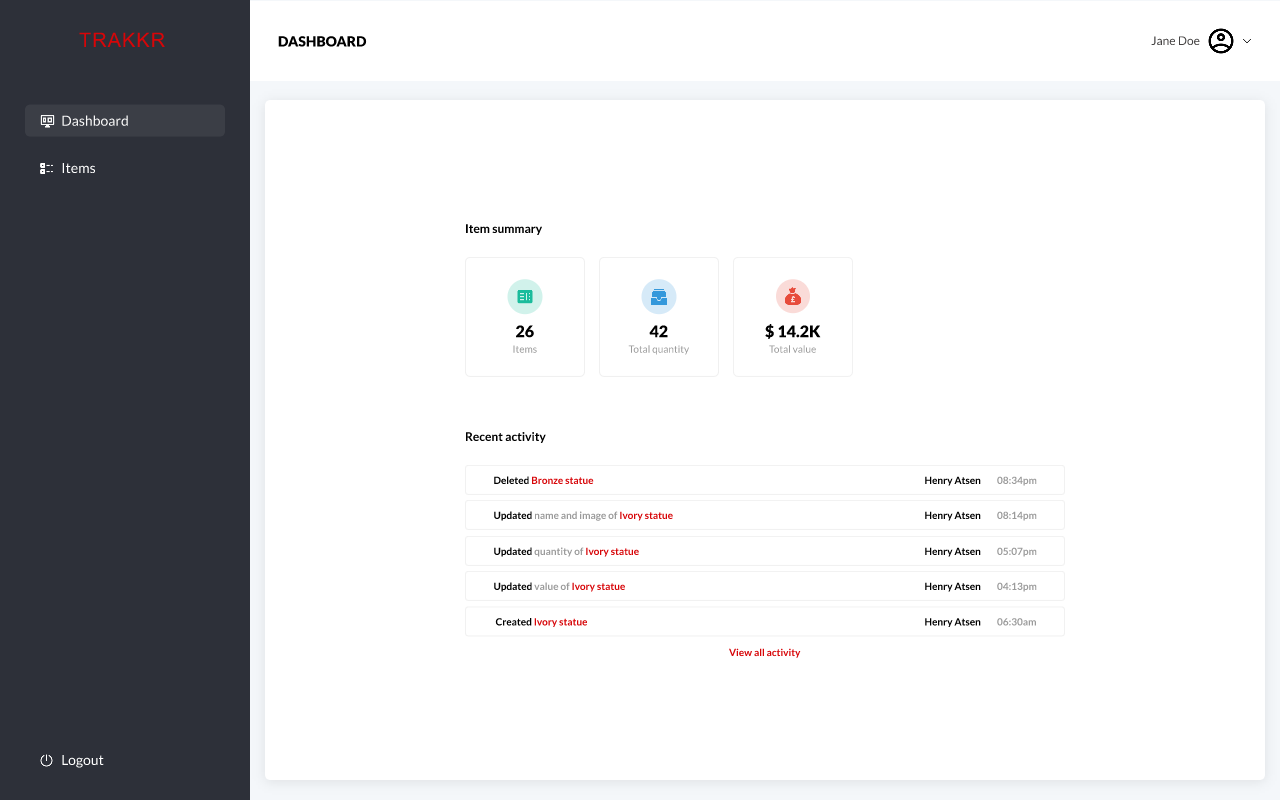 TRAKKR
DASHBOARD
Jane Doe
Dashboard
Items
Item summary
26
Items
42
Total quantity
$ 14.2K
Total value
Recent activity
Deleted Bronze statue Henry Atsen 08:34pm
Updated name and image of Ivory statue Henry Atsen 08:14pm
Updated quantity of Ivory statue Henry Atsen 05:07pm
Updated value of Ivory statue Henry Atsen 04:13pm
Created Ivory statue Henry Atsen 06:30am
View all activity
Logout